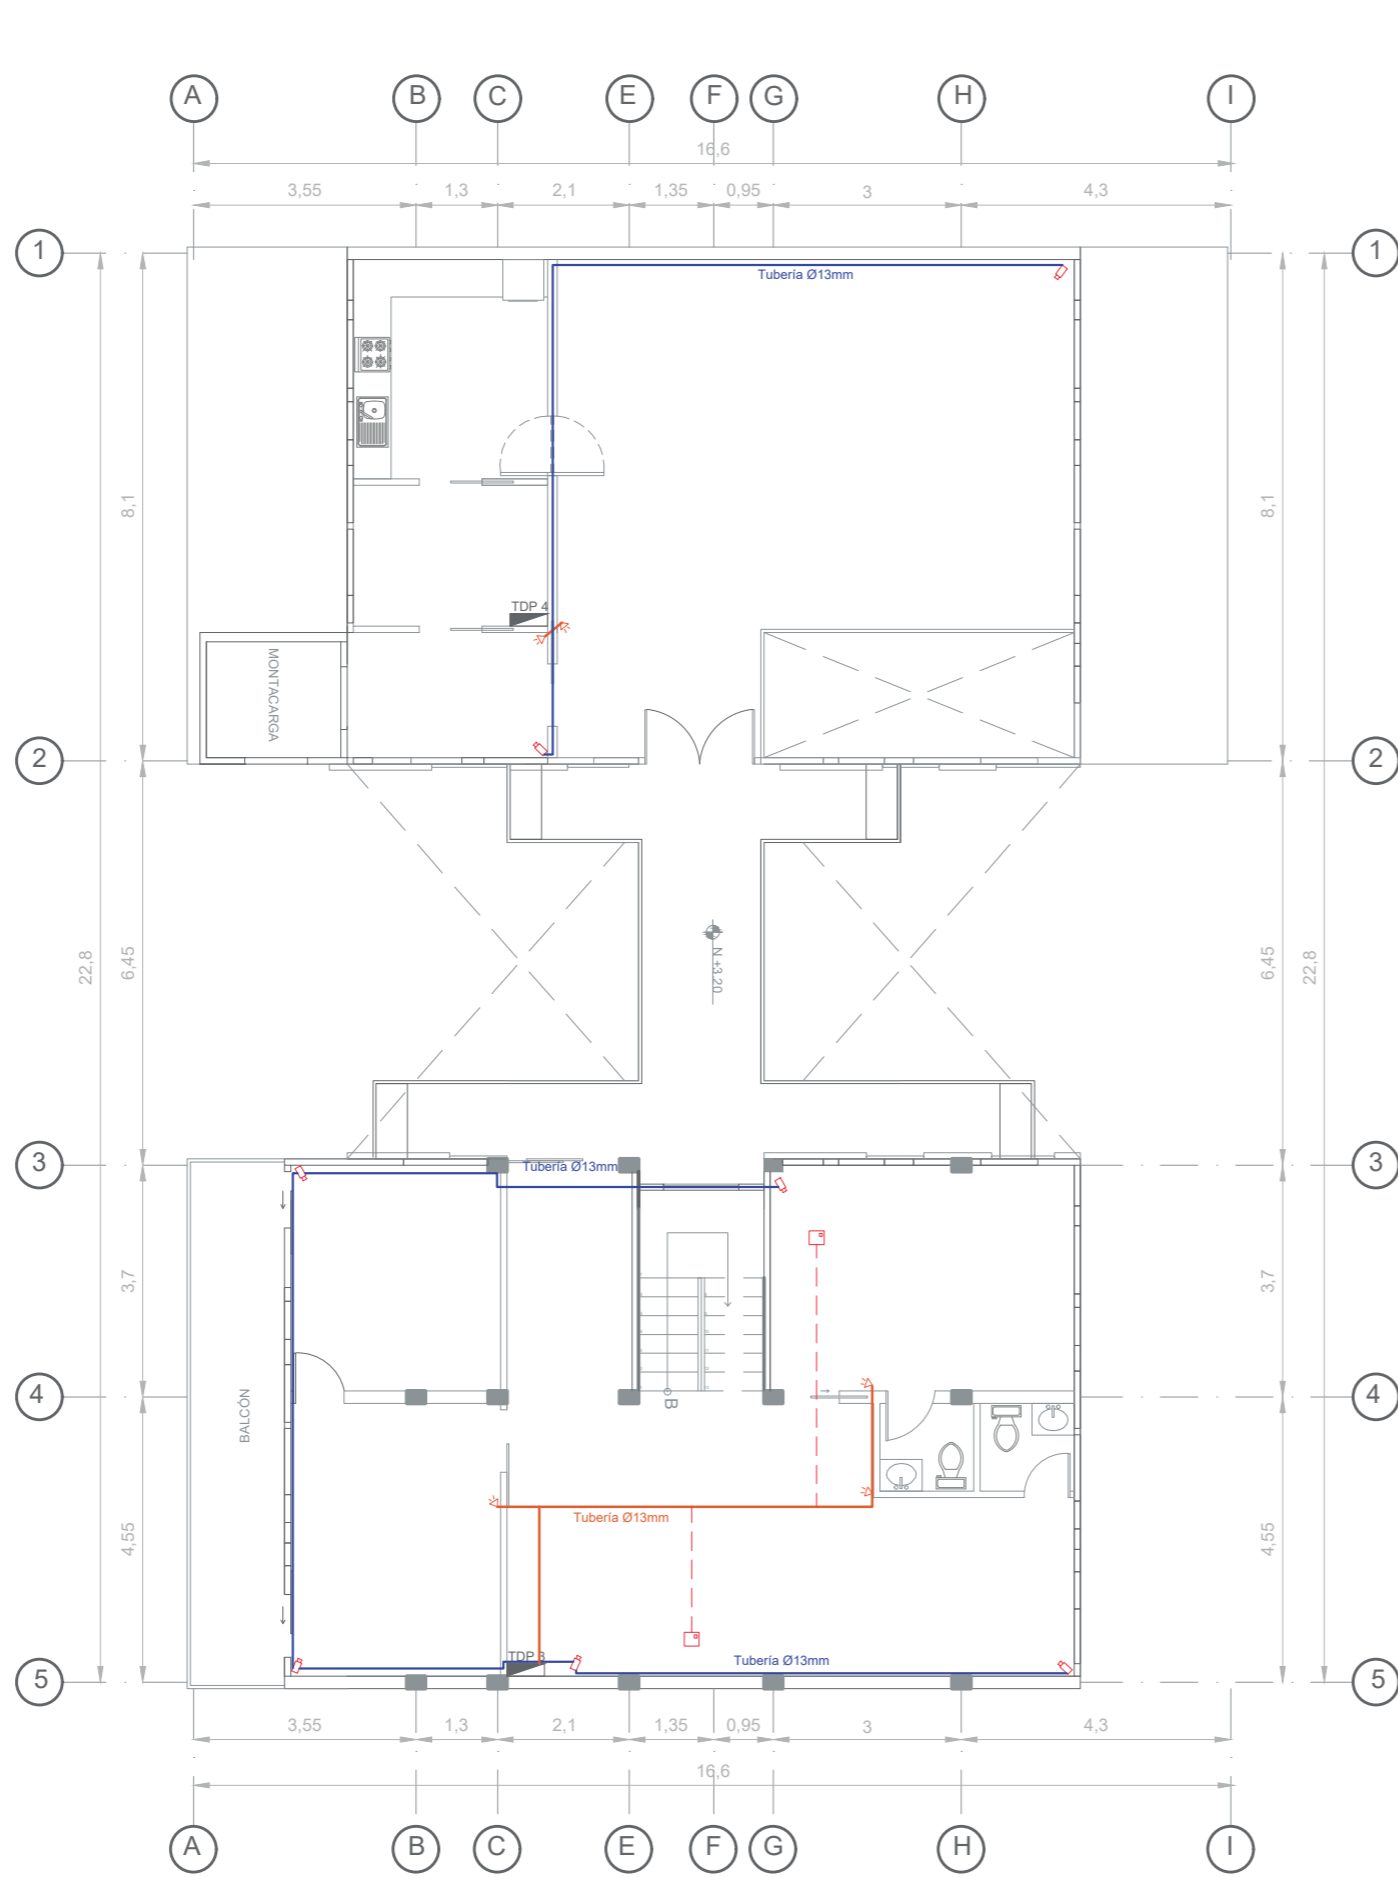 A B C E F G H I
16,6
3,55 1,3 2,1 1,35 0,95 3 4,3
1 1
Tubería Ø13mm
8,1 8,1
TDP 4
MONTACARGA
2 2
22,8 6,45 N +3.20 6,45 22,8
3 3
Tubería Ø13mm
3,7 3,7
4 4
BALCÓN
B
Tubería Ø13mm
4,55 4,55
TDP 3
Tubería Ø13mm
5 5
3,55 1,3 2,1 1,35 0,95 3 4,3
16,6
A B C E F G H I